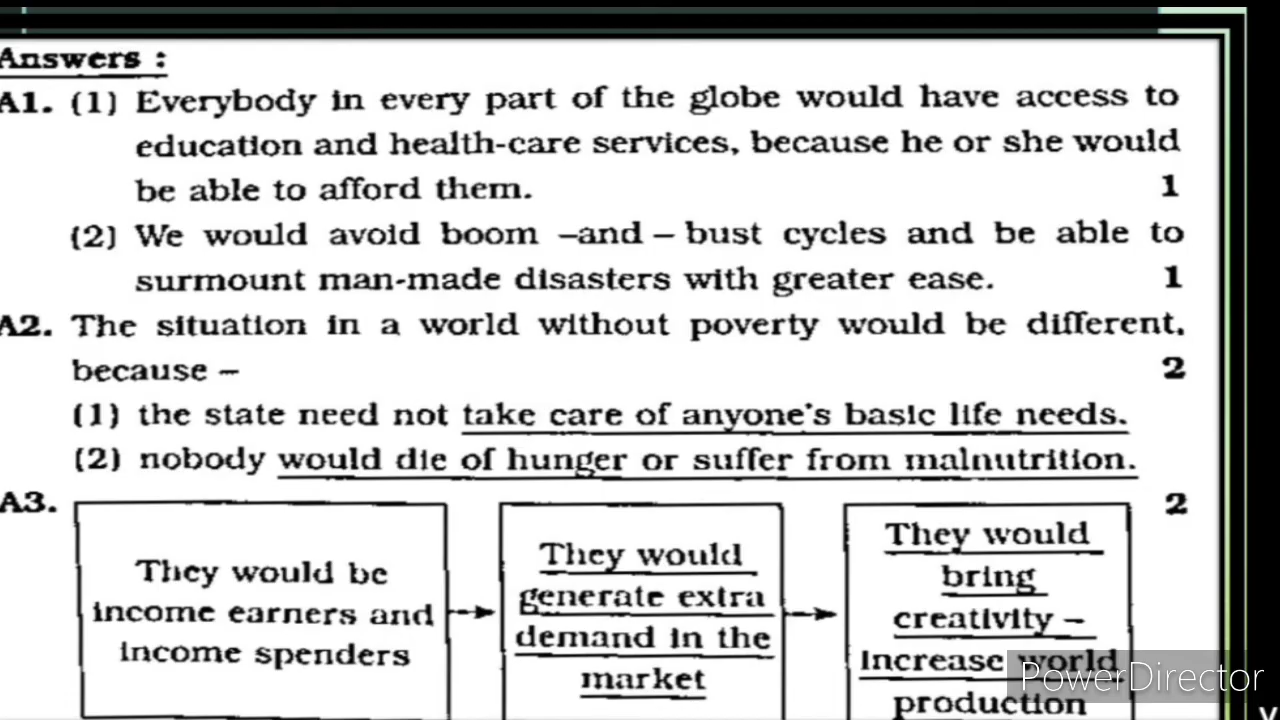 Answers :
A1. (1) Everybody in every part of the globe would have access to
education and health-care services, because he or she would
be able to afford them. 1
(2) We would avoid boom –and – bust cycles and be able to
surmount man-made disasters with greater ease. 1
A2. The situation in a world without poverty would be different,
because – 2
(1) the state need not take care of anyone's basic life needs.
(2) nobody would die of hunger or suffer from malnutrition.
A3. 2
They would be
income earners and
income spenders
They would
generate extra
demand in the
market
They would
bring
creativity –
increase world
production
PowerDirector